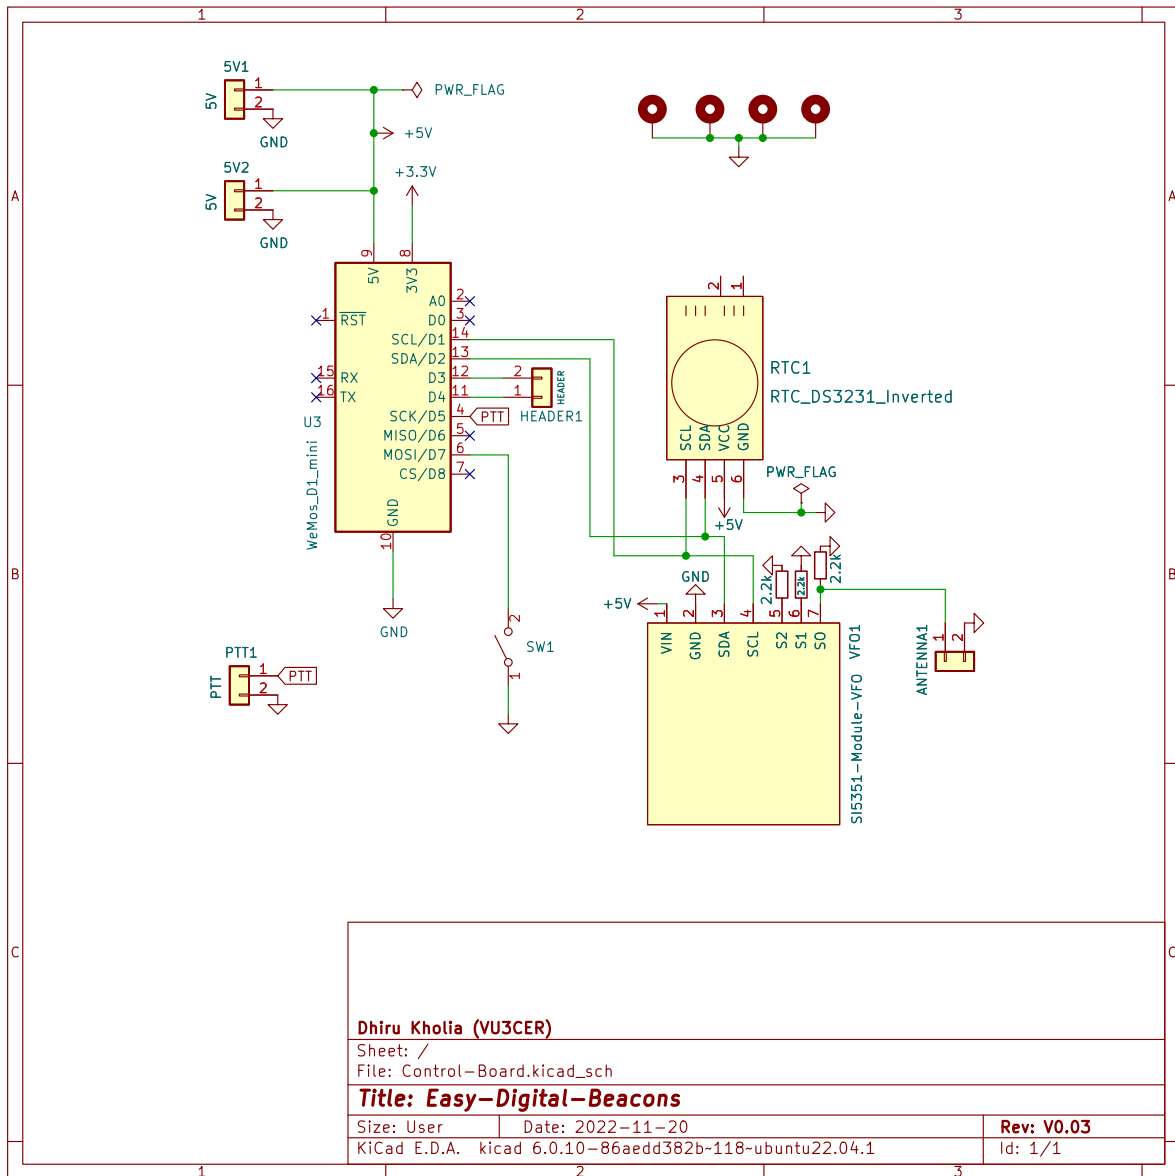 1 2 3
A A
B B
C C
1 2 3
5V1
5V
1
2
GND
PWR_FLAG
+5V
5V2
5V
1
2
GND
+3.3V
9
8
5V
3V3
A0 2
D0 3
1 RST
SCL/D1 14
SDA/D2 13
15 RX
D3 12
16 TX
D4 11
SCK/D5 4
PTT
MISO/D6 5
MOSI/D7 6
CS/D8 7
U3
WeMos_D1_mini
GND
10
GND
2
1
HEADER
HEADER1
2 1
RTC1
RTC_DS3231_Inverted
SCL SDA VCC GND
3 4 5 6
PWR_FLAG
+5V
GND
+5V
2.2k
2.2k
2.2k
1 2 3 4 5 6 7
VIN GND SDA SCL S2 S1 S0
VFO1
SI5351-Module-VFO
ANTENNA1
1 2
2
SW1
1
PTT1
PTT
1
2
PTT
Dhiru Kholia (VU3CER)
Sheet: /
File: Control-Board.kicad_sch
Title: Easy-Digital-Beacons
Size: User Date: 2022-11-20 Rev: V0.03
KiCad E.D.A. kicad 6.0.10-86aedd382b~118~ubuntu22.04.1 Id: 1/1